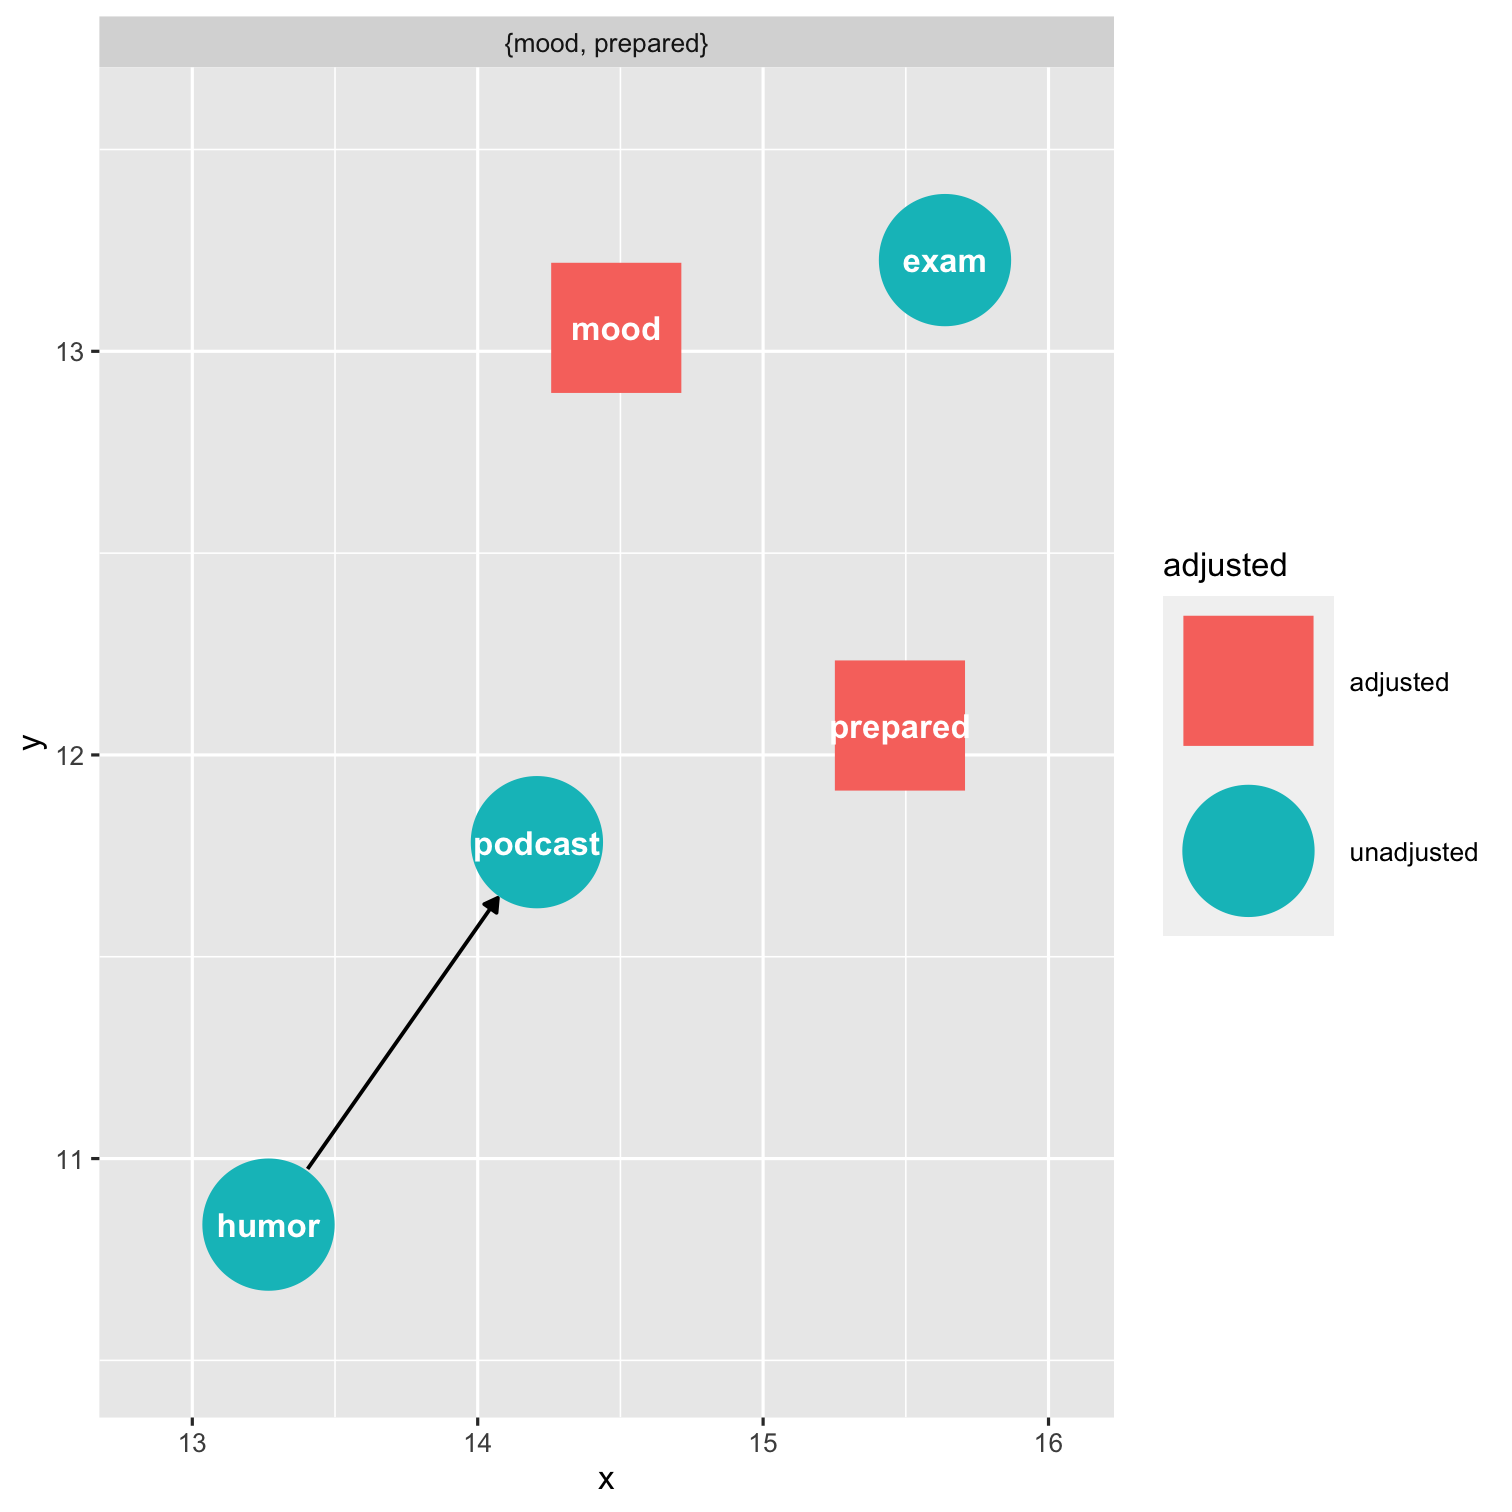 {mood, prepared}
exam
mood
13
prepared
12
y
podcast
11
humor
13 14 15 16
x
adjusted
adjusted
unadjusted